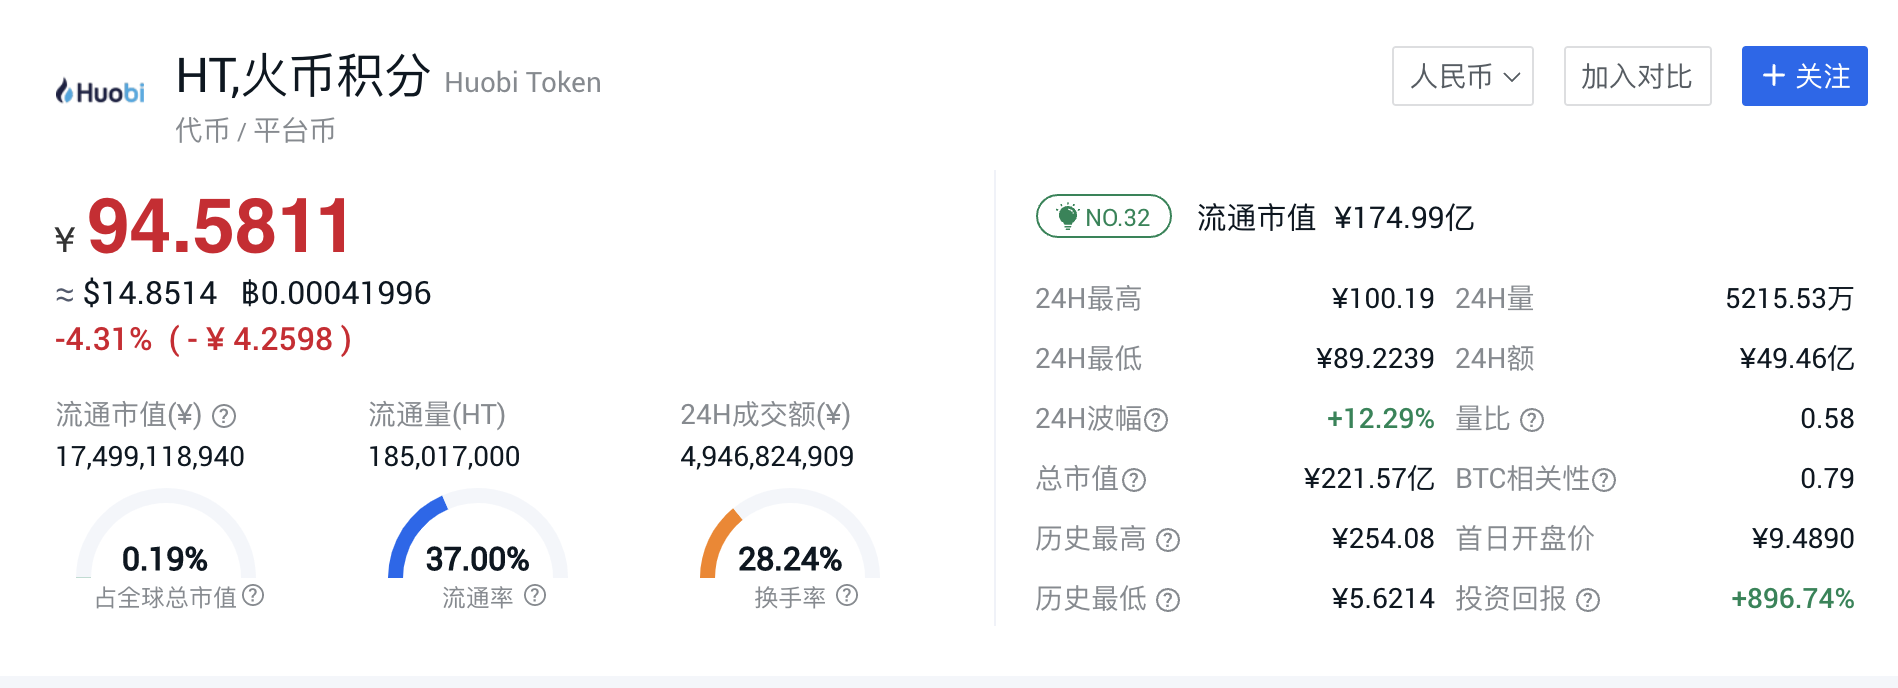 Huobi
HT,火币积分 Huobi Token
代币 / 平台币
人民币 加入对比 + 关注
¥ 94.5811
≈ $14.8514 ฿0.00041996
-4.31% ( - ¥ 4.2598 )
流通市值(¥) ? 流通量(HT) 24H成交额(¥)
17,499,118,940 185,017,000 4,946,824,909
0.19% 37.00% 28.24%
占全球总市值 ? 流通率 ? 换手率 ?
NO.32 流通市值 ¥174.99亿
24H最高 ¥100.19 24H量 5215.53万
24H最低 ¥89.2239 24H额 ¥49.46亿
24H波幅 ? +12.29% 量比 ? 0.58
总市值 ? ¥221.57亿 BTC相关性 ? 0.79
历史最高 ? ¥254.08 首日开盘价 ¥9.4890
历史最低 ? ¥5.6214 投资回报 ? +896.74%